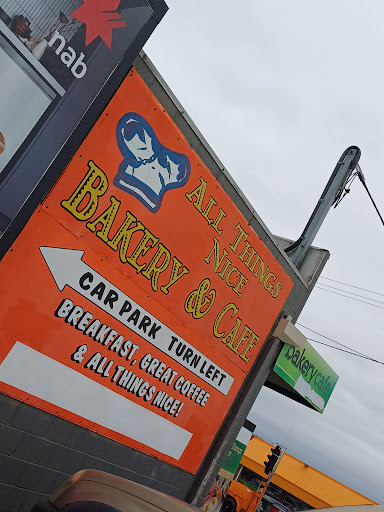 nab
ALL THINGS
NICE
BAKERY & CAFE
CAR PARK TURN LEFT
BREAKFAST, GREAT COFFEE
& ALL THINGS NICE!
bakerycafe